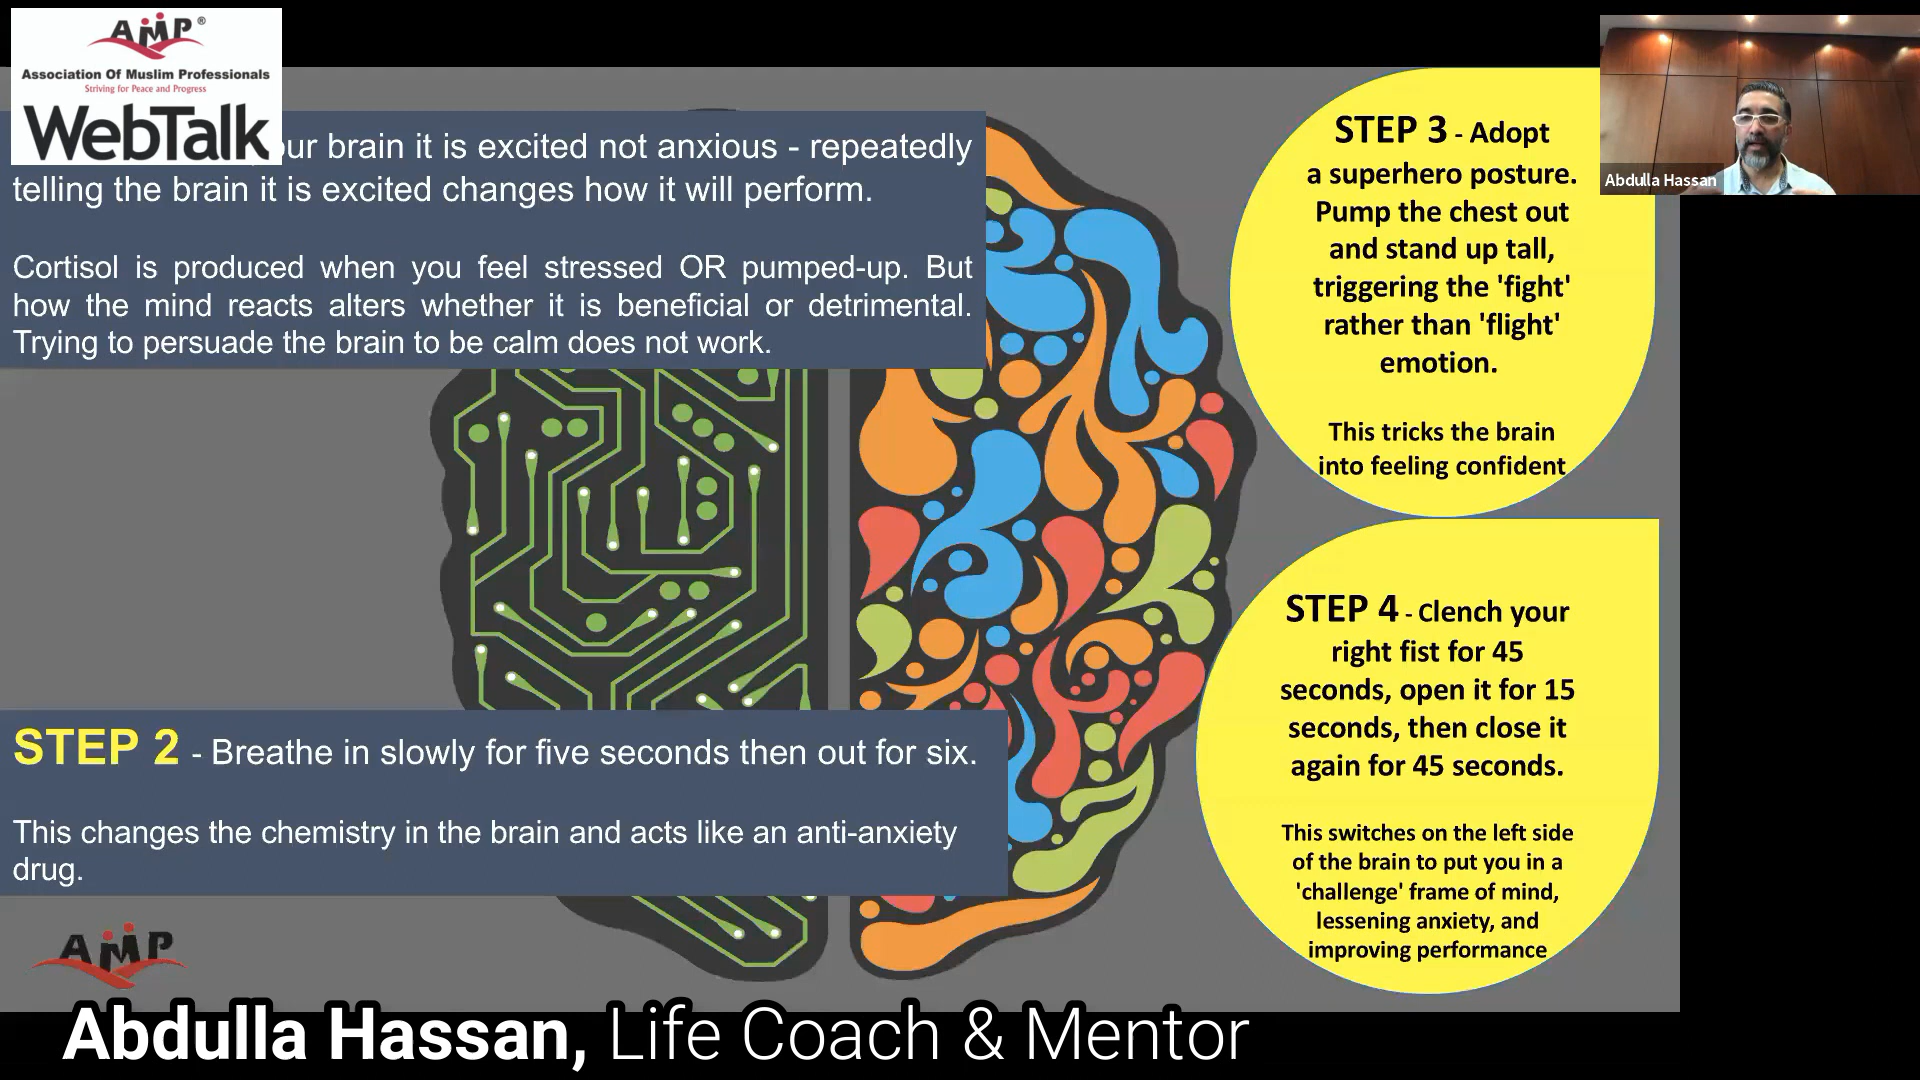 AMP®
Association Of Muslim Professionals
Striving for Peace and Progress
WebTalk
brain it is excited not anxious - repeatedly
telling the brain it is excited changes how it will perform.
Cortisol is produced when you feel stressed OR pumped-up. But
how the mind reacts alters whether it is beneficial or detrimental.
Trying to persuade the brain to be calm does not work.
STEP 2 - Breathe in slowly for five seconds then out for six.
This changes the chemistry in the brain and acts like an anti-anxiety
drug.
STEP 3 - Adopt
a superhero posture.
Pump the chest out
and stand up tall,
triggering the 'fight'
rather than 'flight'
emotion.
This tricks the brain
into feeling confident
STEP 4 - Clench your
right fist for 45
seconds, open it for 15
seconds, then close it
again for 45 seconds.
This switches on the left side
of the brain to put you in a
'challenge' frame of mind,
lessening anxiety, and
improving performance
Abdulla Hassan
AMP
Abdulla Hassan, Life Coach & Mentor